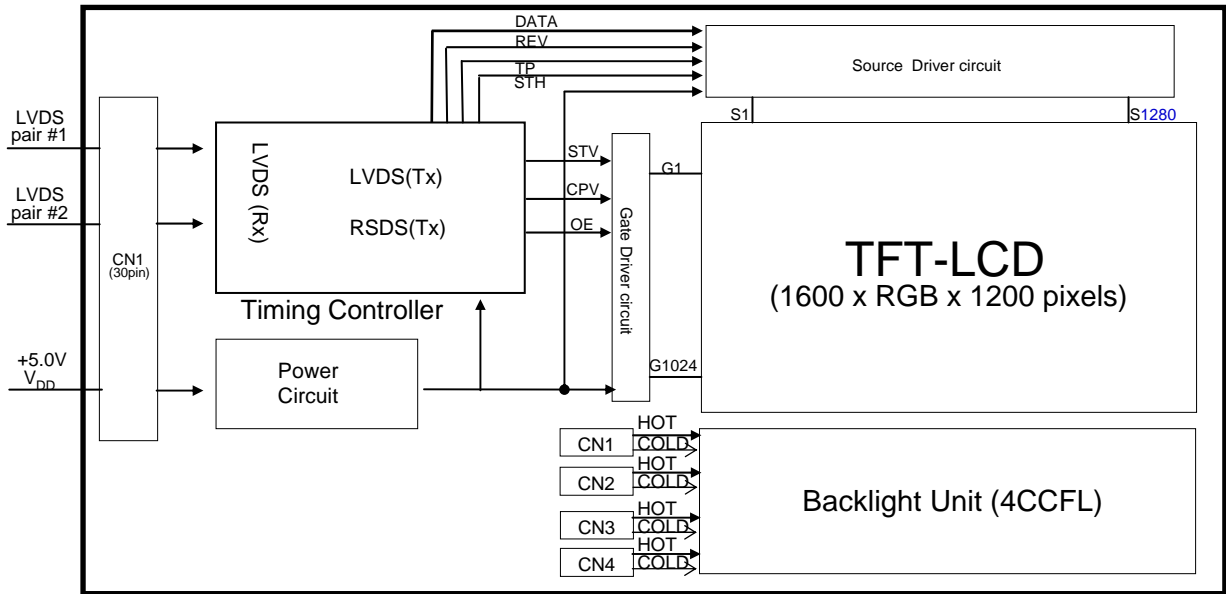 DATA
REV
TP
STH
Source Driver circuit
S1
S1280
LVDS
pair #1
LVDS
pair #2
CN1
(30pin)
LVDS (Rx)
LVDS(Tx)
RSDS(Tx)
Timing Controller
STV
CPV
OE
Gate Driver circuit
G1
G1024
TFT-LCD
(1600 x RGB x 1200 pixels)
+5.0V
VDD
Power
Circuit
CN1
HOT
COLD
CN2
HOT
COLD
CN3
HOT
COLD
CN4
HOT
COLD
Backlight Unit (4CCFL)